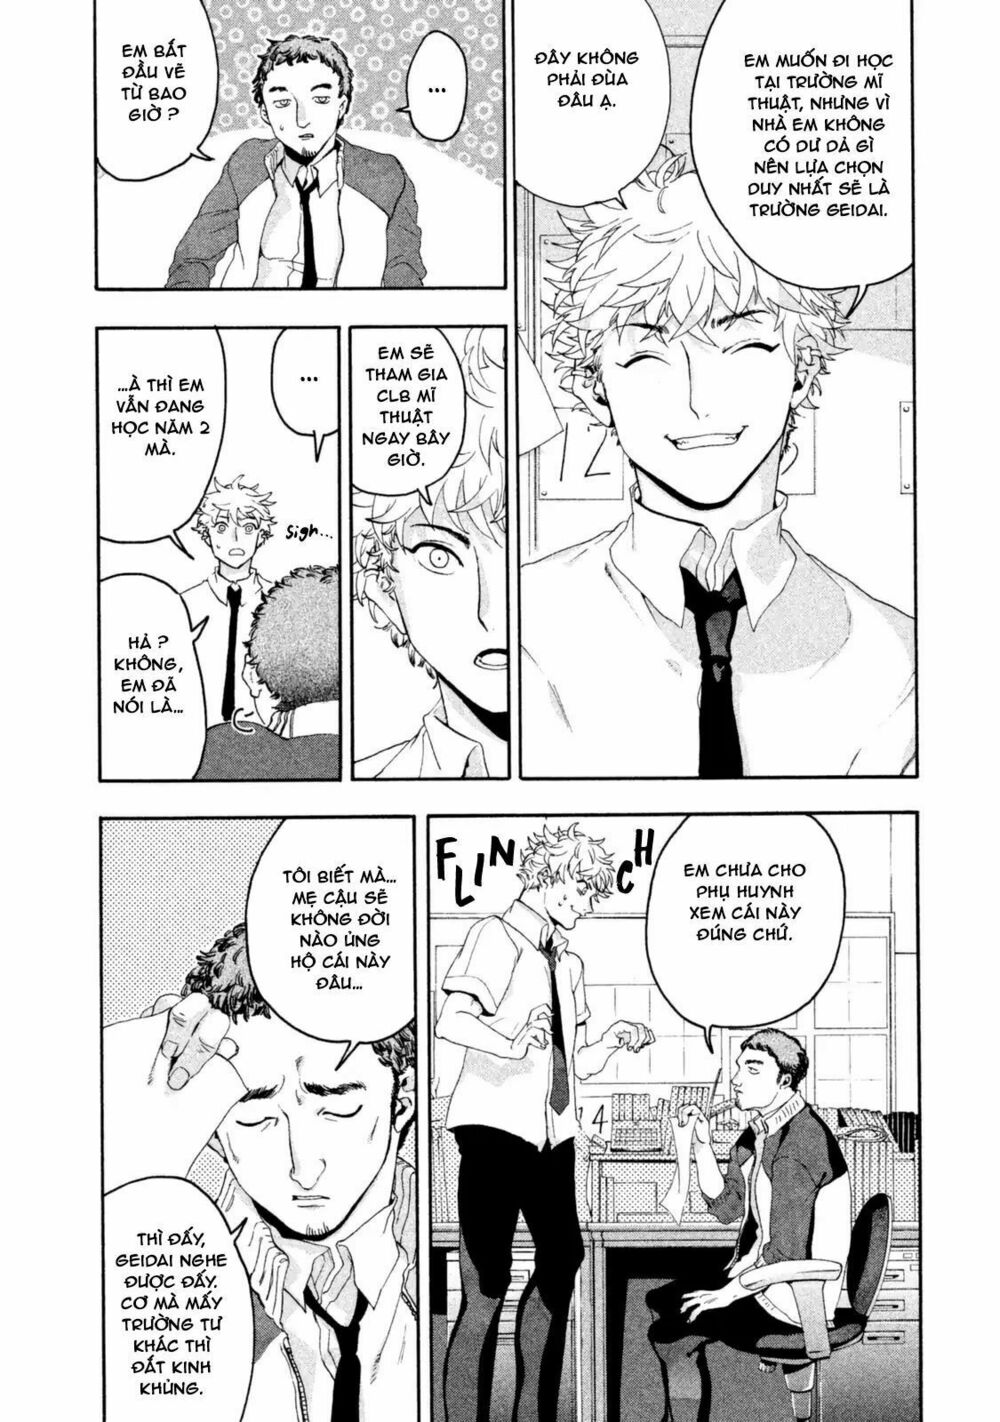 EM MUỐN ĐI HỌC
TẠI TRƯỜNG MĨ
THUẬT, NHƯNG VÌ
NHÀ EM KHÔNG
CÓ DƯ DẢ GÌ
NÊN LỰA CHỌN
DUY NHẤT SẼ LÀ
TRƯỜNG GEIDAI.
ĐÂY KHÔNG
PHẢI ĐÙA
ĐÂU Ạ.
12
...
EM BẮT
ĐẦU VẼ
TỪ BAO
GIỜ ?
EM SẼ
THAM GIA
CLB MĨ
THUẬT
NGAY BÂY
GIỜ.
...
...À THÌ EM
VẪN ĐANG
HỌC NĂM 2
MÀ.
SIGH...
HẢ ?
KHÔNG,
EM ĐÃ
NÓI LÀ...
EM CHƯA CHO
PHỤ HUYNH
XEM CÁI NÀY
ĐÚNG CHỨ.
FLINCH
14
TÔI BIẾT MÀ...
MẸ CẬU SẼ
KHÔNG ĐỜI
NÀO ỦNG
HỘ CÁI NÀY
ĐÂU...
THÌ ĐẤY,
GEIDAI NGHE
ĐƯỢC ĐẤY.
CƠ MÀ MẤY
TRƯỜNG TƯ
KHÁC THÌ
ĐẮT KINH
KHỦNG.